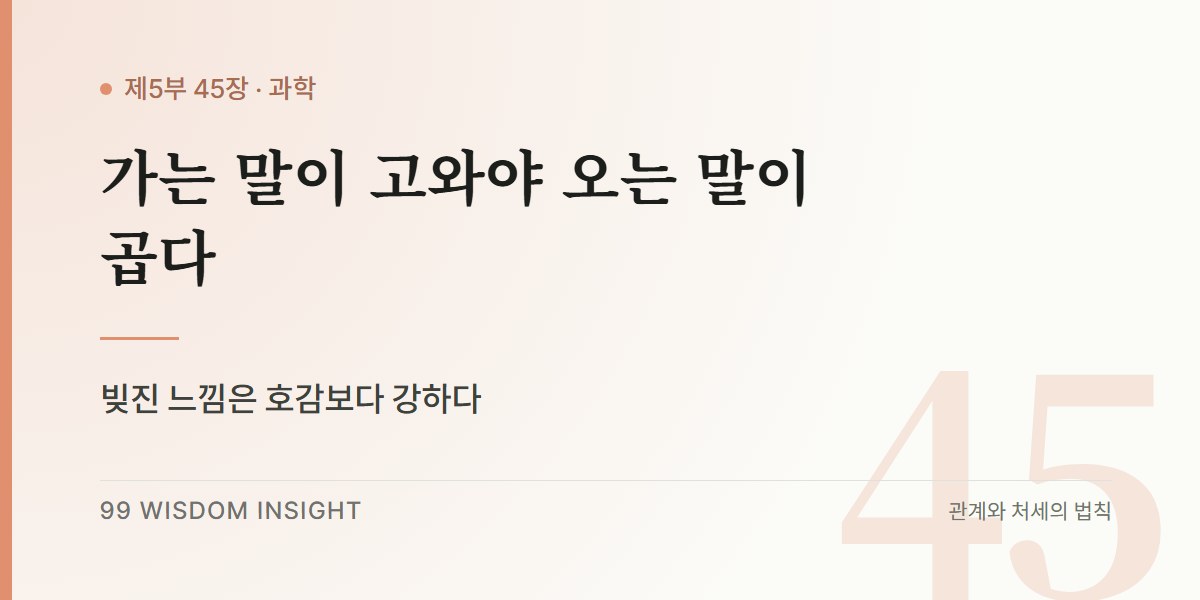 제5부 45장 · 과학
가는 말이 고와야 오는 말이
곱다
빚진 느낌은 호감보다 강하다
99 WISDOM INSIGHT
관계와 처세의 법칙
45